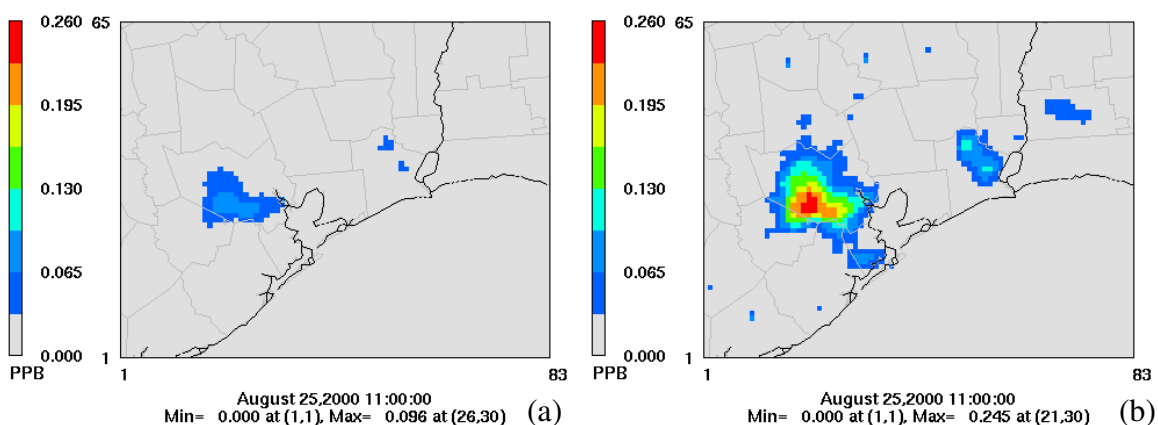 0.260
0.195
0.130
0.065
0.000
PPB
65
1
1
83
August 25,2000 11:00:00
Min= 0.000 at (1,1), Max= 0.096 at (26,30)
(a)
0.260
0.195
0.130
0.065
0.000
PPB
65
1
1
83
August 25,2000 11:00:00
Min= 0.000 at (1,1), Max= 0.245 at (21,30)
(b)